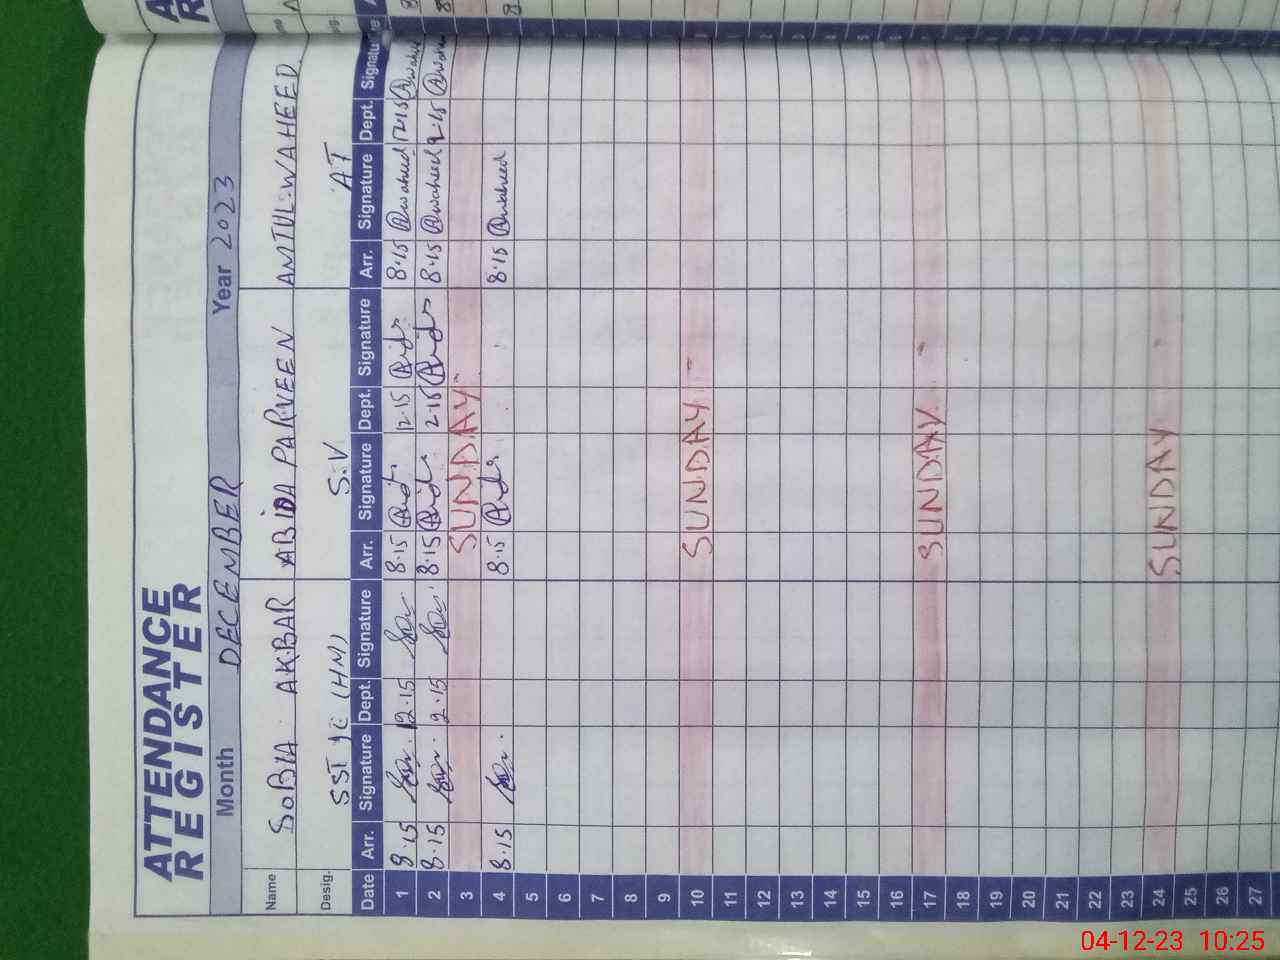 ATTENDANCE
REGISTER
Month DECEMBER Year 2023
Name SOBIA AKBAR ABIDA PARVEEN AMTUL WAHEED
Desig. SST (HM) S.V AT
Date Arr. Signature Dept. Signature Arr. Signature Dept. Signature Arr. Signature Dept. Signature
1 8.15 12.15 8.15 12.15 8.15 Awaheed 12.15
2 8.15 2.15 8.15 2.15 8.15 Awaheed 2.15
3 SUNDAY
4 8.15 8.15 8.15 Awaheed
5
6
7
8
9
10 SUNDAY
11
12
13
14
15
16
17 SUNDAY
18
19
20
21
22
23
24 SUNDAY
25
26
27
04-12-23 10:25